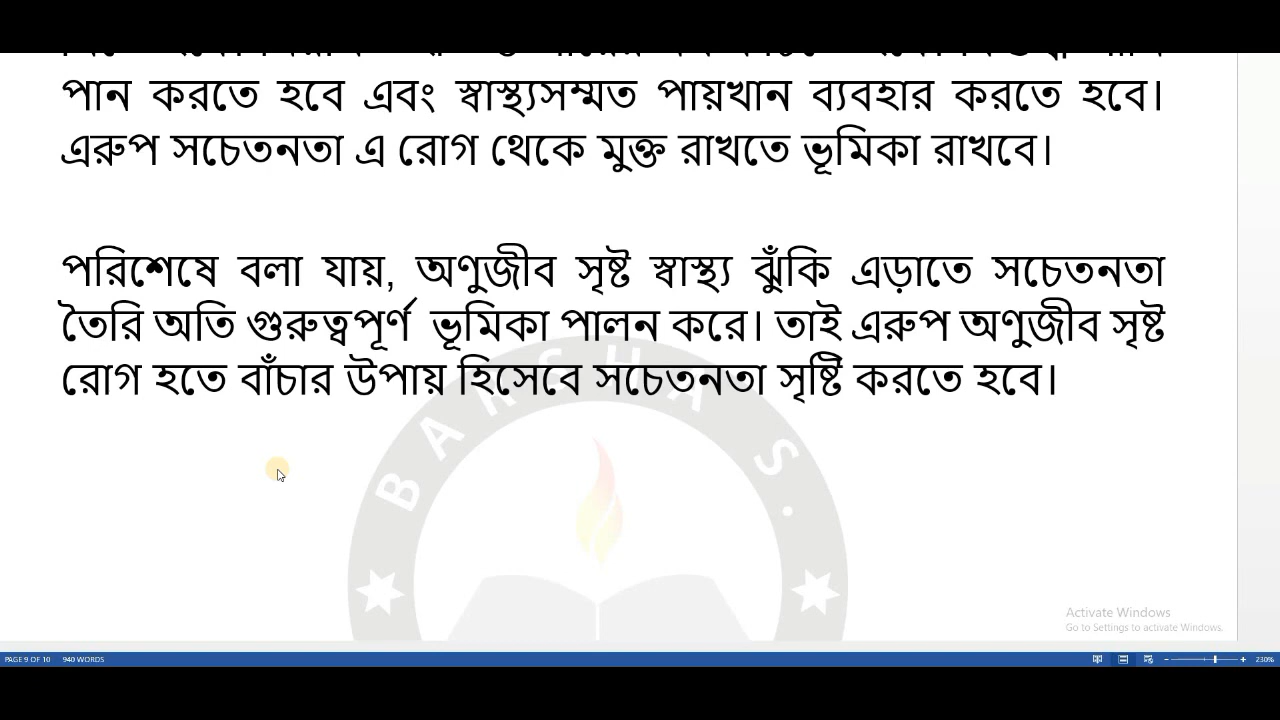 পান করতে হবে এবং স্বাস্থ্যসম্মত পায়খান ব্যবহার করতে হবে।
এরুপ সচেতনতা এ রোগ থেকে মুক্ত রাখতে ভূমিকা রাখবে।
পরিশেষে বলা যায়, অণুজীব সৃষ্ট স্বাস্থ্য ঝুঁকি এড়াতে সচেতনতা
তৈরি অতি গুরুত্বপূর্ণ ভূমিকা পালন করে। তাই এরুপ অণুজীব সৃষ্ট
রোগ হতে বাঁচার উপায় হিসেবে সচেতনতা সৃষ্টি করতে হবে।
BARSHA S.
Activate Windows
Go to Settings to activate Windows.
PAGE 9 OF 10 940 WORDS
230%